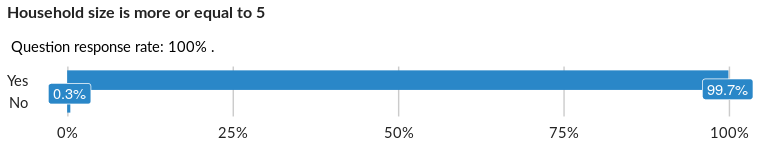 Household size is more or equal to 5
Question response rate: 100% .
Yes
99.7%
0.3%
No
0% 25% 50% 75% 100%